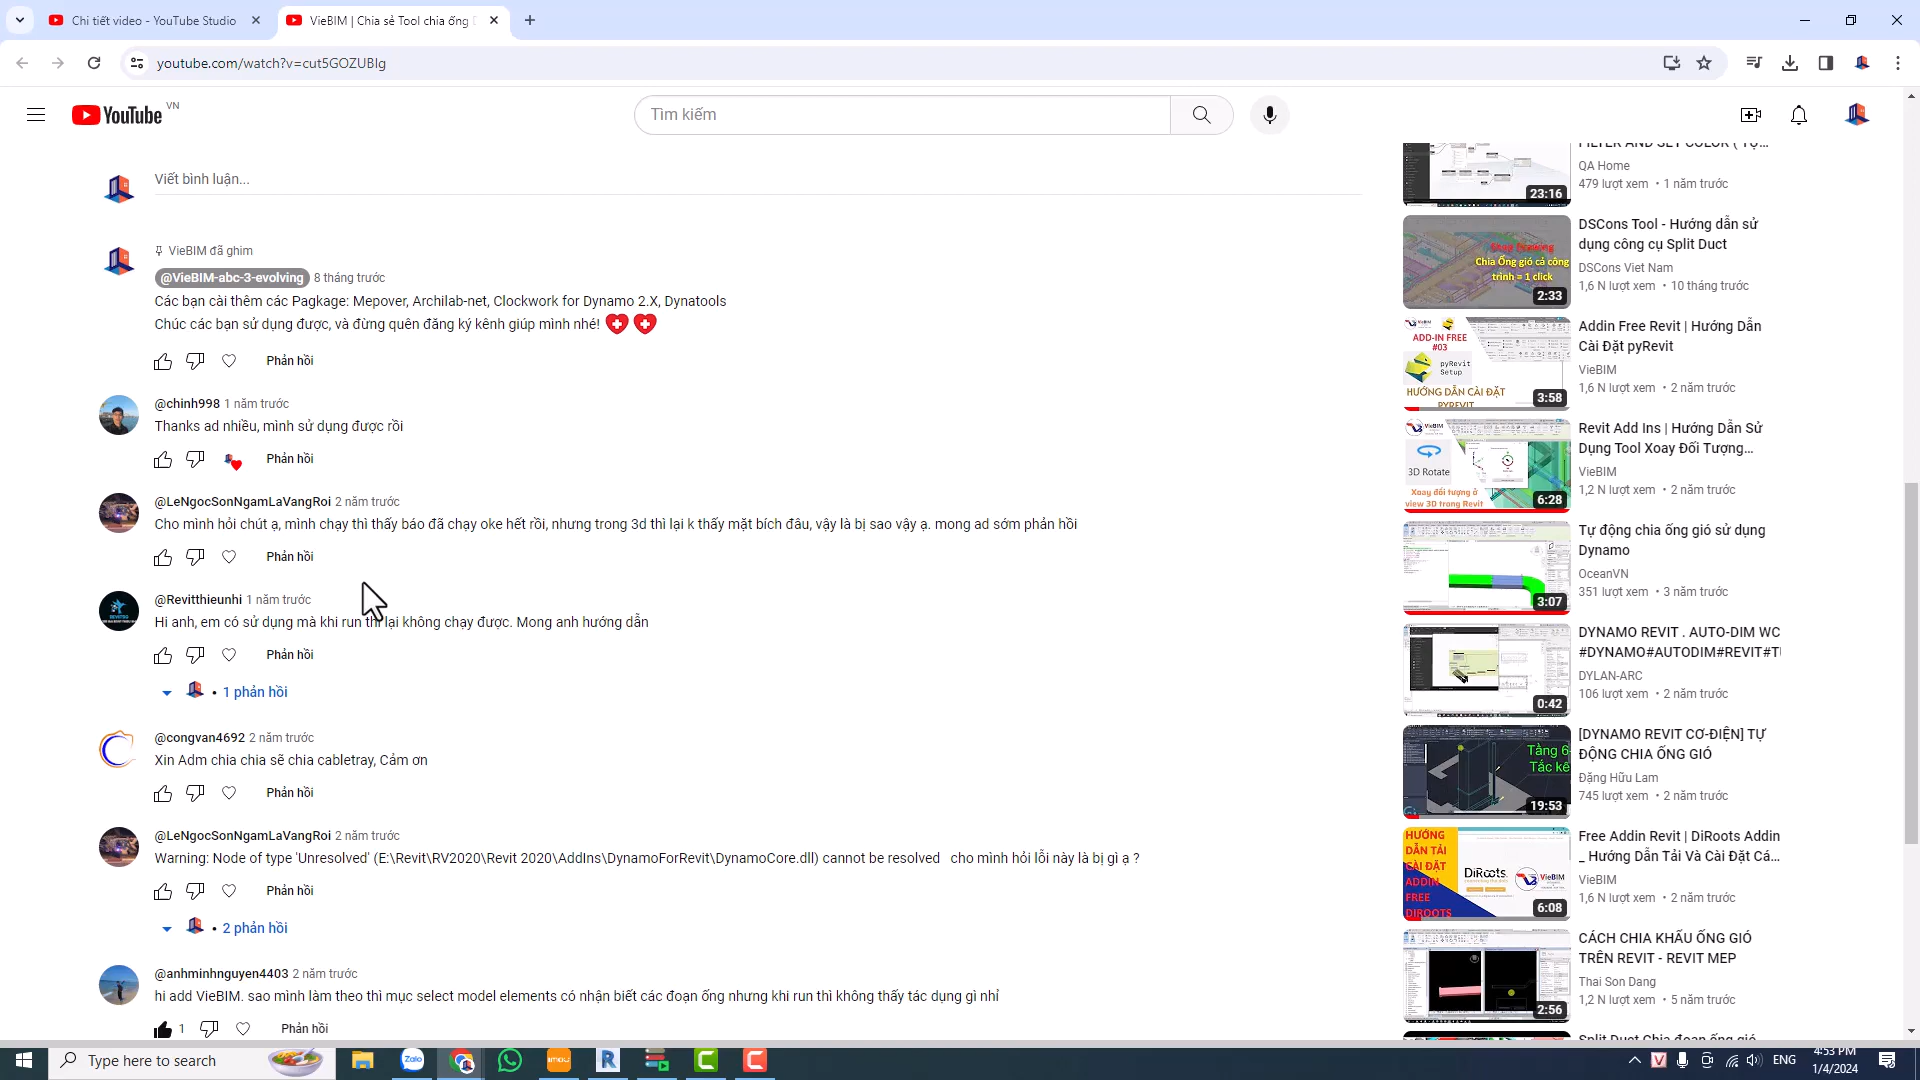 Chi tiết video - YouTube Studio
VieBIM | Chia sẻ Tool chia ống
youtube.com/watch?v=cut5GOZUBIg
YouTube VN
Tìm kiếm
Viết bình luận...
VieBIM đã ghim
@VieBIM-abc-3-evolving 8 tháng trước
Các bạn cài thêm các Pagkage: Mepover, Archilab-net, Clockwork for Dynamo 2.X, Dynatools
Chúc các bạn sử dụng được, và đừng quên đăng ký kênh giúp mình nhé!
Phản hồi
@chinh998 1 năm trước
Thanks ad nhiều, mình sử dụng được rồi
Phản hồi
@LeNgocSonNgamLaVangRoi 2 năm trước
Cho mình hỏi chút ạ, mình chạy thì thấy báo đã chạy oke hết rồi, nhưng trong 3d thì lại k thấy mặt bích đâu, vậy là bị sao vậy ạ. mong ad sớm phản hồi
Phản hồi
@Revitthieunhi 1 năm trước
Hi anh, em có sử dụng mà khi run thì lại không chạy được. Mong anh hướng dẫn
Phản hồi
• 1 phản hồi
@congvan4692 2 năm trước
Xin Adm chia chia sẽ chia cabletray, Cảm ơn
Phản hồi
@LeNgocSonNgamLaVangRoi 2 năm trước
Warning: Node of type 'Unresolved' (E:\Revit\RV2020\Revit 2020\AddIns\DynamoForRevit\DynamoCore.dll) cannot be resolved cho mình hỏi lỗi này là bị gì ạ ?
Phản hồi
• 2 phản hồi
@anhminhnguyen4403 2 năm trước
hi add VieBIM. sao mình làm theo thì mục select model elements có nhận biết các đoạn ống nhưng khi run thì không thấy tác dụng gì nhỉ
1 Phản hồi
FILTER AND SET COLOR ( TỰ...
QA Home
479 lượt xem • 1 năm trước
23:16
DSCons Tool - Hướng dẫn sử
dụng công cụ Split Duct
DSCons Viet Nam
1,6 N lượt xem • 10 tháng trước
Chia Ống gió cả công
trình = 1 click
2:33
Addin Free Revit | Hướng Dẫn
Cài Đặt pyRevit
VieBIM
1,6 N lượt xem • 2 năm trước
ADD-IN FREE
#03
pyRevit
Setup
HƯỚNG DẪN CÀI ĐẶT
PYREVIT
3:58
Revit Add Ins | Hướng Dẫn Sử
Dụng Tool Xoay Đối Tượng...
VieBIM
1,2 N lượt xem • 2 năm trước
VieBIM
3D Rotate
Xoay đối tượng ở
view 3D trong Revit
6:28
Tự động chia ống gió sử dụng
Dynamo
OceanVN
351 lượt xem • 3 năm trước
3:07
DYNAMO REVIT . AUTO-DIM WC
#DYNAMO#AUTODIM#REVIT#TỰ
DYLAN-ARC
106 lượt xem • 2 năm trước
0:42
[DYNAMO REVIT CƠ-ĐIỆN] TỰ
ĐỘNG CHIA ỐNG GIÓ
Đặng Hữu Lam
745 lượt xem • 2 năm trước
Tầng 6
Tắc kê
19:53
Free Addin Revit | DiRoots Addin
_ Hướng Dẫn Tải Và Cài Đặt Cá...
VieBIM
1,6 N lượt xem • 2 năm trước
HƯỚNG
DẪN TẢI
CÀI ĐẶT
ADDIN
FREE
DIROOTS
DiRoots.
VieBIM
6:08
CÁCH CHIA KHẤU ỐNG GIÓ
TRÊN REVIT - REVIT MEP
Thai Son Dang
1,2 N lượt xem • 5 năm trước
2:56
Split Duct Chia đoạn ống gió
Type here to search
Zalo
imou
R
ENG
4:53 PM
1/4/2024